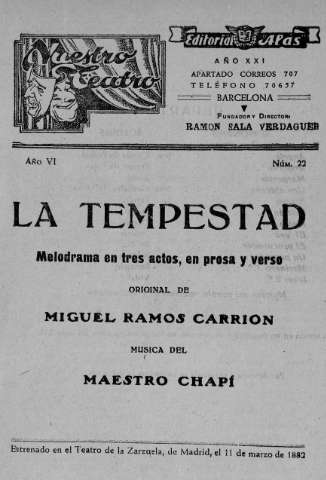 Nuestro
Teatro
Editorial APAS
AÑO XXI
APARTADO CORREOS 707
TELÉFONO 70657
BARCELONA
FUNDADOR Y DIRECTOR:
RAMON SALA VERDAGUER
AÑO VI
NÚM. 22
LA TEMPESTAD
Melodrama en tres actos, en prosa y verso
ORIGINAL DE
MIGUEL RAMOS CARRION
MUSICA DEL
MAESTRO CHAPÍ
Estrenado en el Teatro de la Zarzuela, de Madrid, el 11 de marzo de 1882